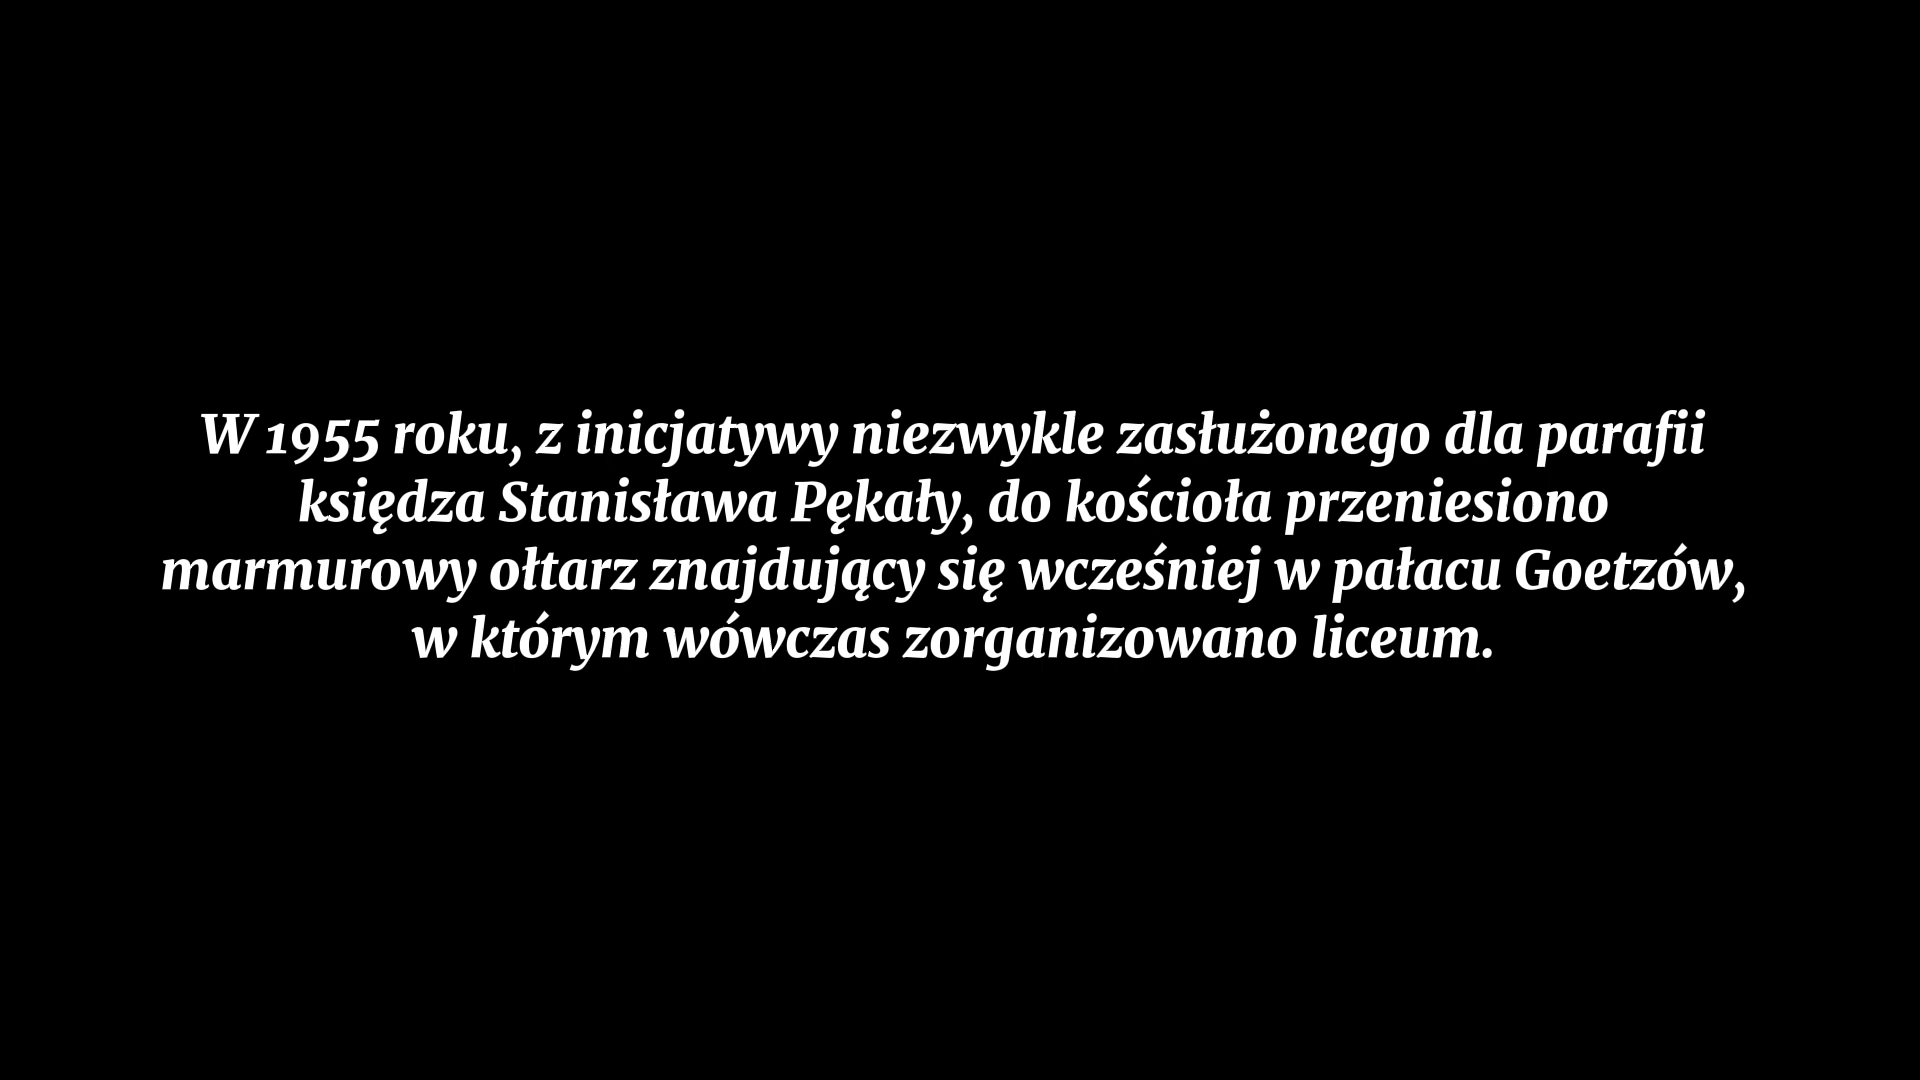 W 1955 roku, z inicjatywy niezwykle zasłużonego dla parafii
księdza Stanisława Pękały, do kościoła przeniesiono
marmurowy ołtarz znajdujący się wcześniej w pałacu Goetzów,
w którym wówczas zorganizowano liceum.